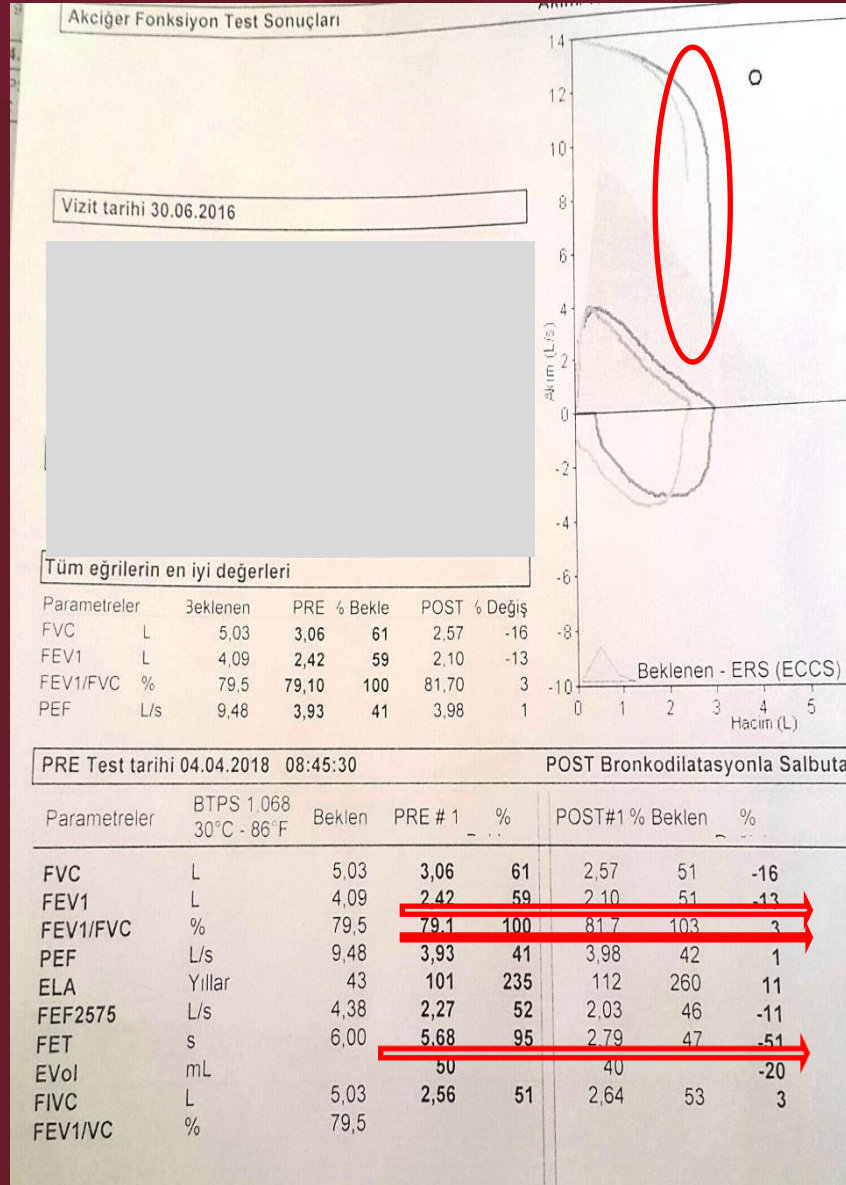 Akciğer Fonksiyon Test Sonuçları
Vizit tarihi 30.06.2016
Tüm eğrilerin en iyi değerleri
Parametreler Beklenen PRE % Bekle POST % Değiş
FVC L 5,03 3,06 61 2,57 -16
FEV1 L 4,09 2,42 59 2,10 -13
FEV1/FVC % 79,5 79,10 100 81,70 3
PEF L/s 9,48 3,93 41 3,98 1
14
12
10
8
6
4
2
0
-2
-4
-6
-8
-10
Akım (L/s)
Beklenen - ERS (ECCS)
0 1 2 3 4 5
Hacim (L)
PRE Test tarihi 04.04.2018 08:45:30 POST Bronkodilatasyonla Salbuta
Parametreler BTPS 1.068 30°C - 86°F Beklen PRE # 1 % POST#1 % Beklen %
FVC L 5,03 3,06 61 2,57 51 -16
FEV1 L 4,09 2,42 59 2,10 51 -13
FEV1/FVC % 79,5 79.1 100 81.7 103 3
PEF L/s 9,48 3,93 41 3,98 42 1
ELA Yıllar 43 101 235 112 260 11
FEF2575 L/s 4,38 2,27 52 2,03 46 -11
FET s 6,00 5,68 95 2,79 47 -51
EVol mL 50 40 -20
FIVC L 5,03 2,56 51 2,64 53 3
FEV1/VC % 79,5